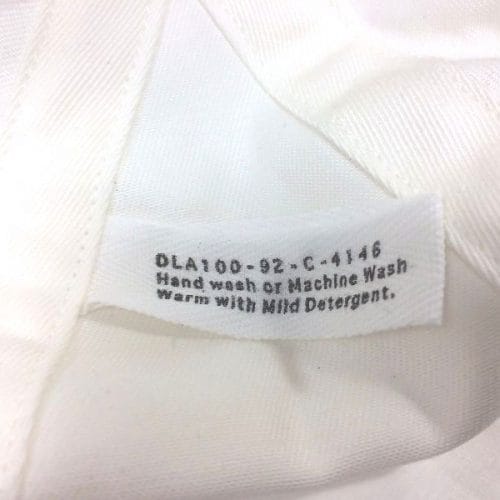 DLA100-92-C-4146
Hand wash or Machine Wash
Warm with Mild Detergent.